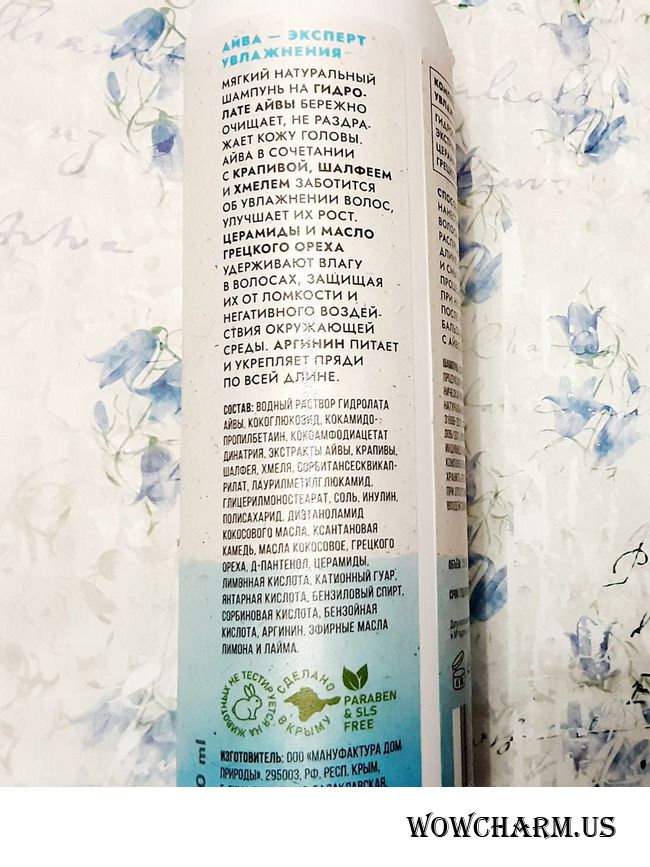 АЙВА — ЭКСПЕРТ
УВЛАЖНЕНИЯ
МЯГКИЙ НАТУРАЛЬНЫЙ
ШАМПУНЬ НА ГИДРО-
ЛАТЕ АЙВЫ БЕРЕЖНО
ОЧИЩАЕТ, НЕ РАЗДРА-
ЖАЕТ КОЖУ ГОЛОВЫ.
АЙВА В СОЧЕТАНИИ
С КРАПИВОЙ, ШАЛФЕЕМ
И ХМЕЛЕМ ЗАБОТИТСЯ
ОБ УВЛАЖНЕНИИ ВОЛОС,
УЛУЧШАЕТ ИХ РОСТ.
ЦЕРАМИДЫ И МАСЛО
ГРЕЦКОГО ОРЕХА
УДЕРЖИВАЮТ ВЛАГУ
В ВОЛОСАХ, ЗАЩИЩАЯ
ИХ ОТ ЛОМКОСТИ И
НЕГАТИВНОГО ВОЗДЕЙ-
СТВИЯ ОКРУЖАЮЩЕЙ
СРЕДЫ. АРГИНИН ПИТАЕТ
И УКРЕПЛЯЕТ ПРЯДИ
ПО ВСЕЙ ДЛИНЕ.
СОСТАВ: ВОДНЫЙ РАСТВОР ГИДРОЛАТА
АЙВЫ, КОКОГЛЮКОЗИД, КОКАМИДО-
ПРОПИЛБЕТАИН, КОКОАМФОДИАЦЕТАТ
ДИНАТРИЯ, ЭКСТРАКТЫ АЙВЫ, КРАПИВЫ,
ШАЛФЕЯ, ХМЕЛЯ, СОРБИТАНСЕСКВИКАП-
РИЛАТ, ЛАУРИЛМЕТИЛГЛЮКАМИД,
ГЛИЦЕРИЛМОНОСТЕАРАТ, СОЛЬ, ИНУЛИН,
ПОЛИСАХАРИД, ДИЭТАНОЛАМИД
КОКОСОВОГО МАСЛА, КСАНТАНОВАЯ
КАМЕДЬ, МАСЛА КОКОСОВОЕ, ГРЕЦКОГО
ОРЕХА, Д-ПАНТЕНОЛ, ЦЕРАМИДЫ,
ЛИМОННАЯ КИСЛОТА, КАТИОННЫЙ ГУАР,
ЯНТАРНАЯ КИСЛОТА, БЕНЗИЛОВЫЙ СПИРТ,
СОРБИНОВАЯ КИСЛОТА, БЕНЗОЙНАЯ
КИСЛОТА, АРГИНИН, ЭФИРНЫЕ МАСЛА
ЛИМОНА И ЛАЙМА.
НА ЖИВОТНЫХ НЕ ТЕСТИРУЕТСЯ
СДЕЛАНО
В КРЫМУ
PARABEN
& SLS
FREE
ИЗГОТОВИТЕЛЬ: ООО «МАНУФАКТУРА ДОМ
ПРИРОДЫ», 295003, РФ, РЕСП. КРЫМ,
0 ml
WOWCHARM.US